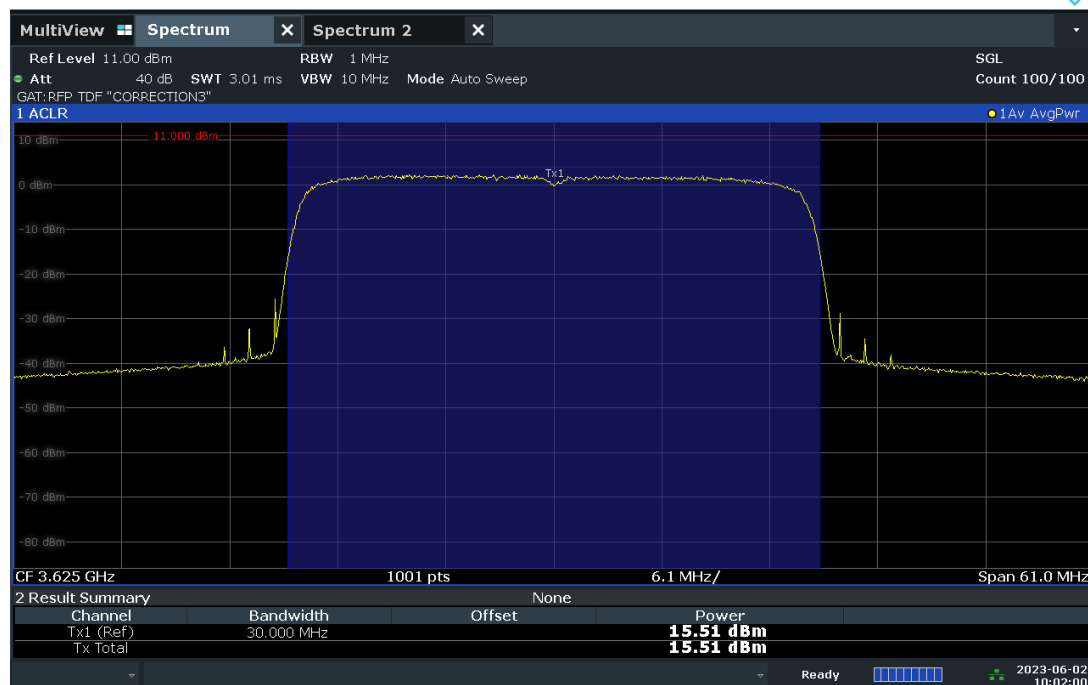 MultiView Spectrum X Spectrum 2 X
Ref Level 11.00 dBm RBW 1 MHz SGL
Att 40 dB SWT 3.01 ms VBW 10 MHz Mode Auto Sweep Count 100/100
GAT:RFP TDF "CORRECTION3"
1 ACLR 1Av AvgPwr
10 dBm 11.000 dBm
Tx1
0 dBm
-10 dBm
-20 dBm
-30 dBm
-40 dBm
-50 dBm
-60 dBm
-70 dBm
-80 dBm
CF 3.625 GHz 1001 pts 6.1 MHz/ Span 61.0 MHz
2 Result Summary None
Channel Bandwidth Offset Power
Tx1 (Ref) 30.000 MHz 15.51 dBm
Tx Total 15.51 dBm
Ready 2023-06-02
10:02:00